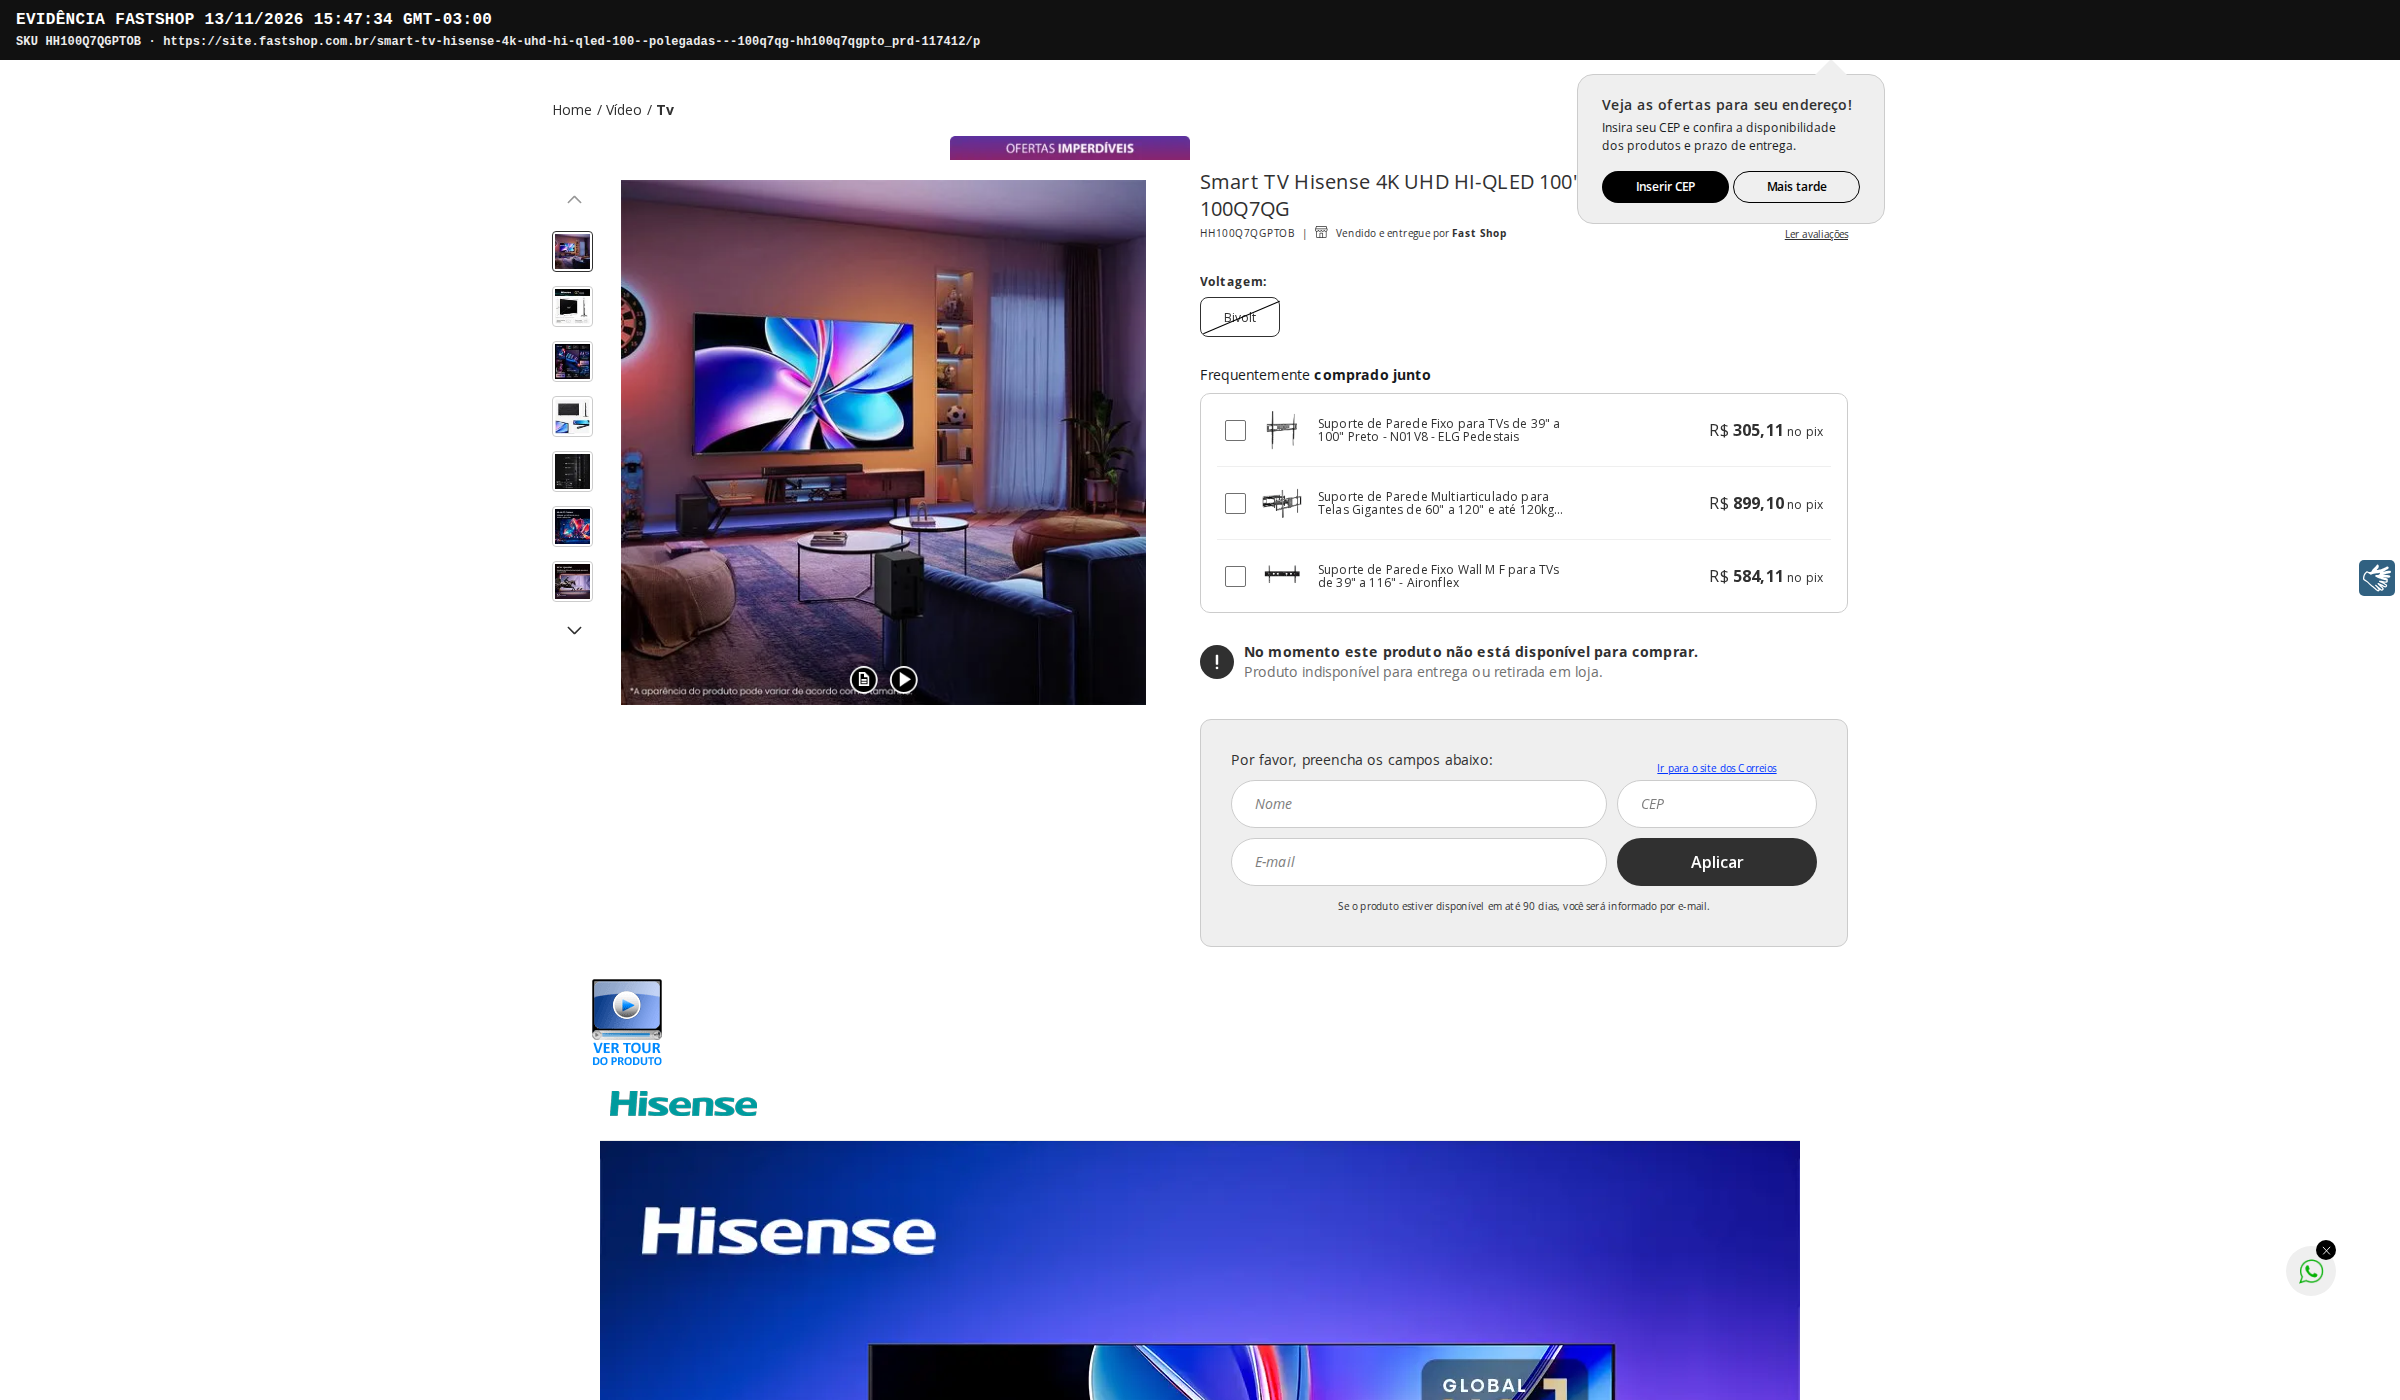 EVIDÊNCIA FASTSHOP 13/11/2026 15:47:34 GMT-03:00
SKU HH100Q7QGPTOB · https://site.fastshop.com.br/smart-tv-hisense-4k-uhd-hi-qled-100--polegadas---100q7qg-hh100q7qgpto_prd-117412/p
Home / Vídeo / Tv
Veja as ofertas para seu endereço!
Insira seu CEP e confira a disponibilidade
dos produtos e prazo de entrega.
Inserir CEP
Mais tarde
OFERTAS IMPERDÍVEIS
Smart TV Hisense 4K UHD HI-QLED 100"
100Q7QG
HH100Q7QGPTOB | Vendido e entregue por Fast Shop
Ler avaliações
Voltagem:
Bivolt
Frequentemente comprado junto
Suporte de Parede Fixo para TVs de 39" a
100" Preto - N01V8 - ELG Pedestais
R$ 305,11 no pix
Suporte de Parede Multiarticulado para
Telas Gigantes de 60" a 120" e até 120kg...
R$ 899,10 no pix
Suporte de Parede Fixo Wall M F para TVs
de 39" a 116" - Aironflex
R$ 584,11 no pix
*A aparência do produto pode variar de acordo com
No momento este produto não está disponível para comprar.
Produto indisponível para entrega ou retirada em loja.
Por favor, preencha os campos abaixo:
Ir para o site dos Correios
Nome
CEP
E-mail
Aplicar
Se o produto estiver disponível em até 90 dias, você será informado por e-mail.
VER TOUR
DO PRODUTO
Hisense
Hisense
GLOBAL